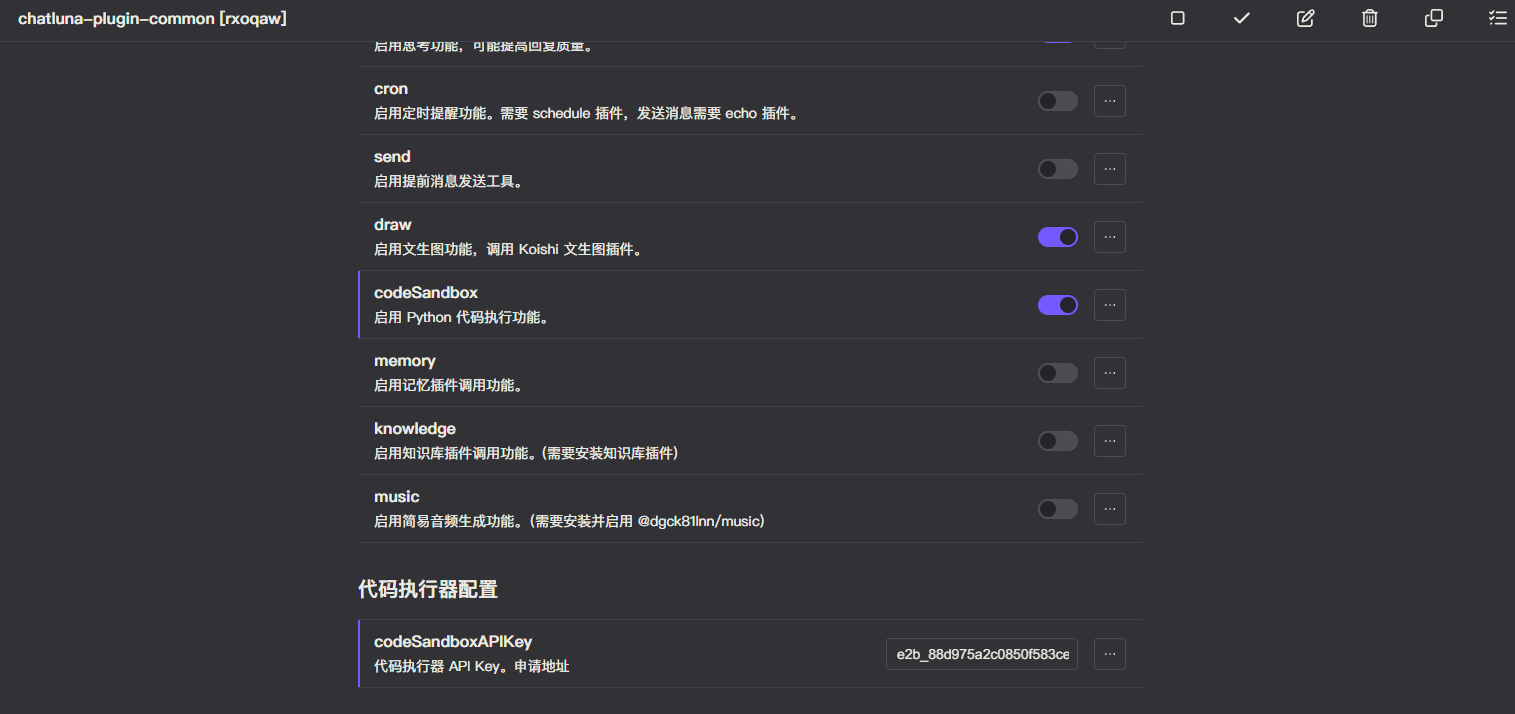 chatluna-plugin-common [rxoqaw]
启用思考功能，可能提高回复质量。
cron
启用定时提醒功能。需要 schedule 插件，发送消息需要 echo 插件。
send
启用提前消息发送工具。
draw
启用文生图功能，调用 Koishi 文生图插件。
codeSandbox
启用 Python 代码执行功能。
memory
启用记忆插件调用功能。
knowledge
启用知识库插件调用功能。(需要安装知识库插件)
music
启用简易音频生成功能。（需要安装并启用 @dgck81lnn/music）
代码执行器配置
codeSandboxAPIKey
e2b_88d975a2c0850f583ce
代码执行器 API Key。申请地址